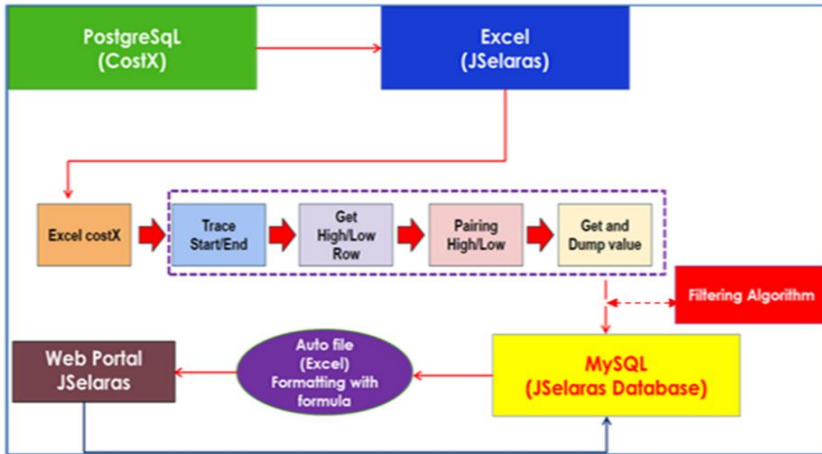 PostgreSqL
(CostX)
Excel
(JSelaras)
Excel costX
Trace
Start/End
Get
High/Low
Row
Pairing
High/Low
Get and
Dump value
Filtering Algorithm
Web Portal
JSelaras
Auto file
(Excel)
Formatting with
formula
MySQL
(JSelaras Database)